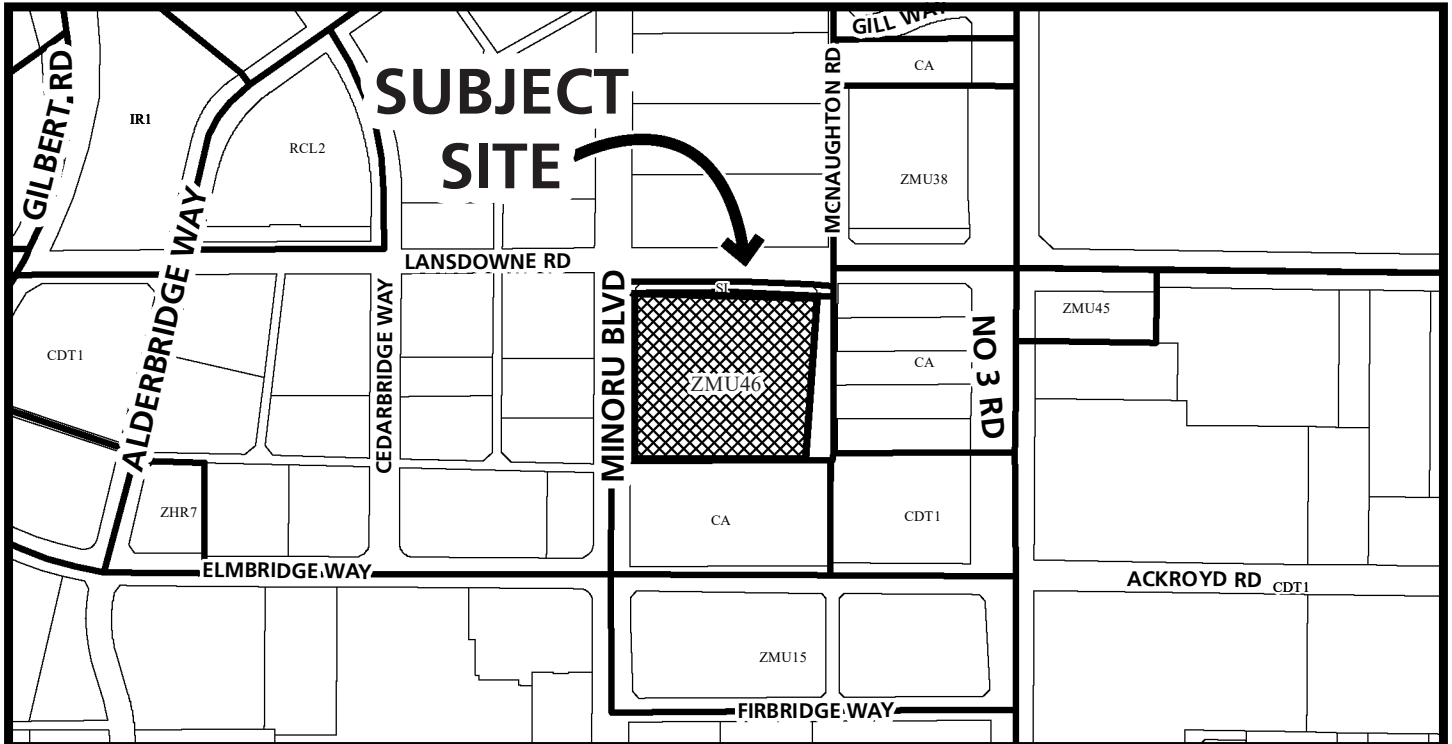 GILL WAY
GILBERT RD
MCNAUGHTON RD
CA
SUBJECT
SITE
IR1
RCL2
ZMU38
ALDERBRIDGE WAY
LANSDOWNE RD
CEDARBRIDGE WAY
MINORU BLVD
SI
NO 3 RD
ZMU45
CDT1
CA
ZMU46
ZHR7
CA
CDT1
ELMBRIDGE WAY
ACKROYD RD
CDT1
ZMU15
FIRBRIDGE WAY